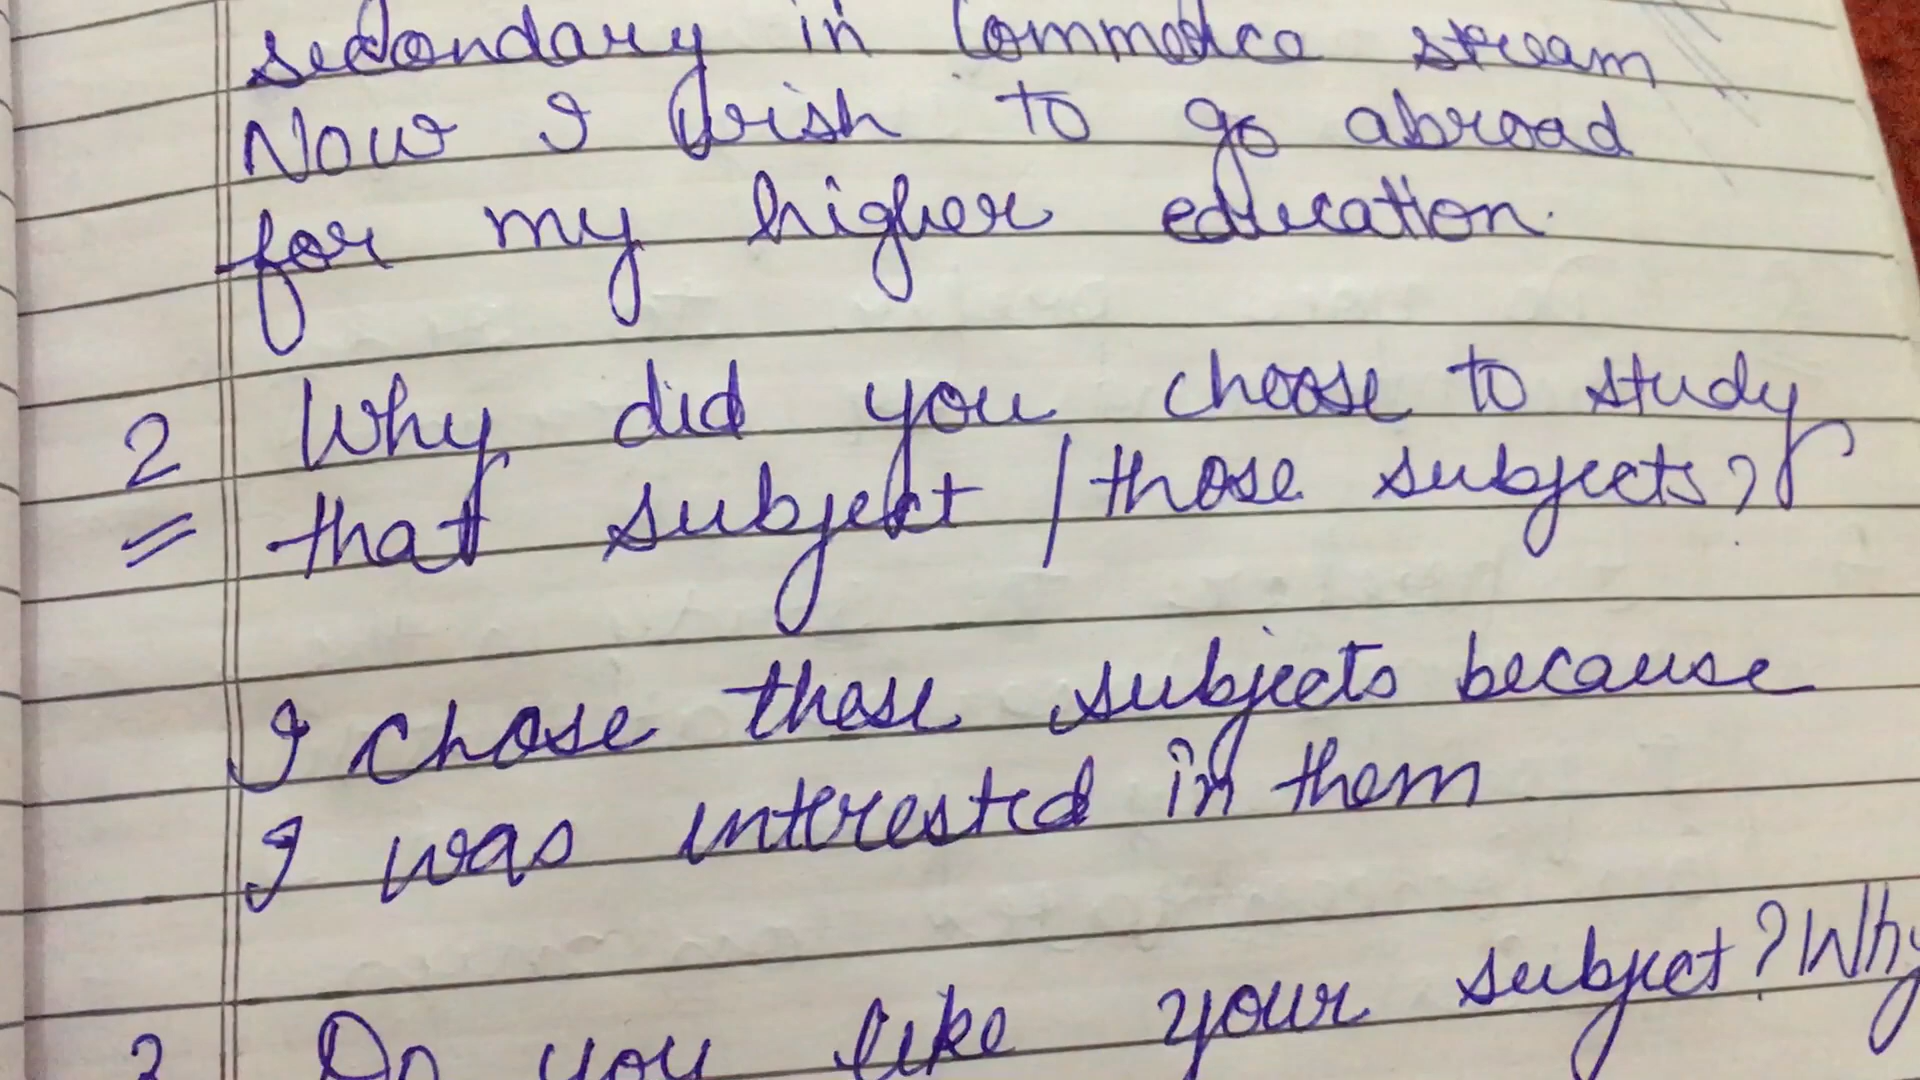 secondary in Commerce stream
Now I wish to go abroad
for my higher education.
2 Why did you choose to study
that subject / those subjects?
I chose these subjects because
I was interested in them
3 Do you like your subject? Why